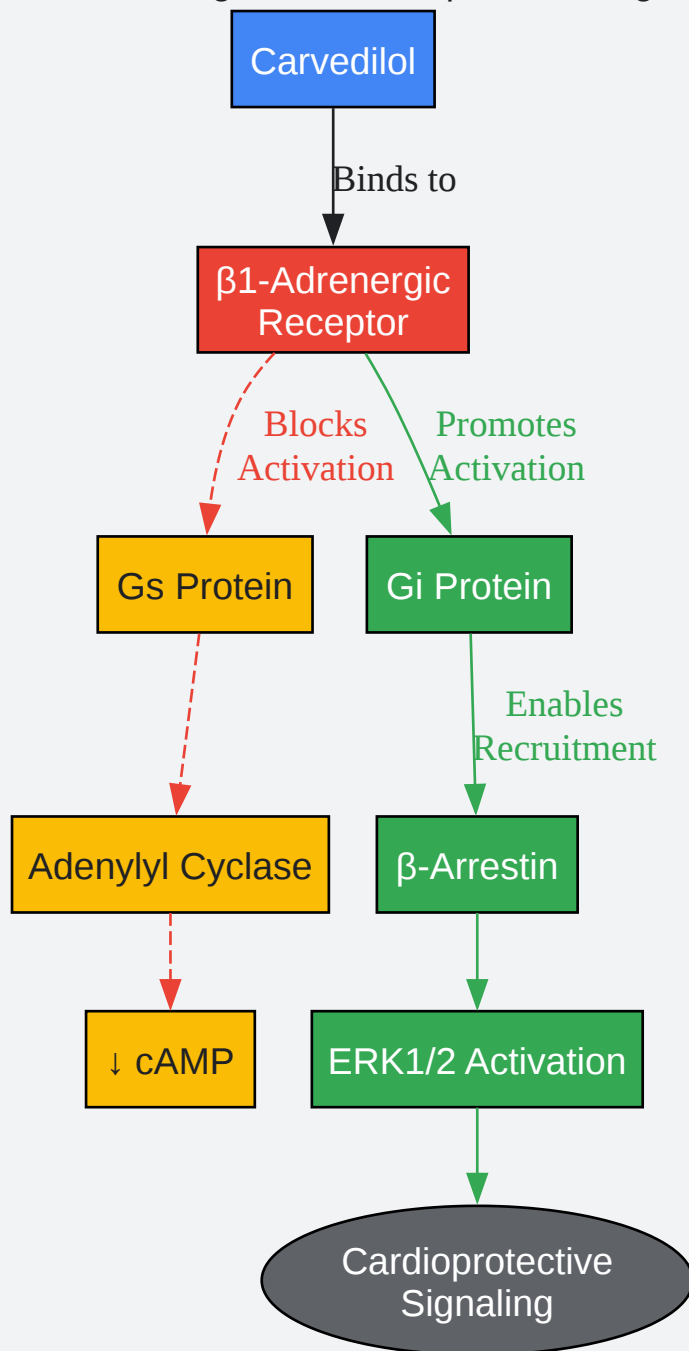 Carvedilol
Binds to
β1-Adrenergic
Receptor
Blocks
Activation
Promotes
Activation
Gs Protein
Gi Protein
Enables
Recruitment
Adenylyl Cyclase
β-Arrestin
↓ cAMP
ERK1/2 Activation
Cardioprotective
Signaling